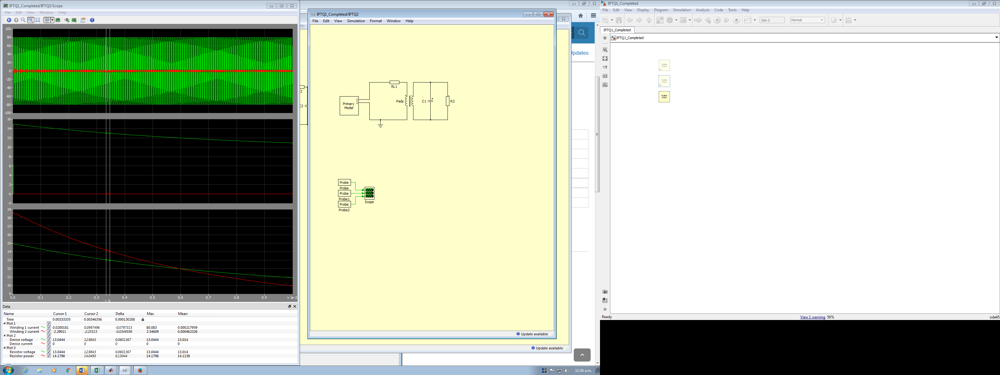 IPTQ1_Completed/IPTQ3/Scope
File Edit View Window Help
100
80
60
40
20
0
-20
-40
-60
-80
-100
16
14
12
10
8
6
4
2
0
-2
19
18
17
16
15
14
13
12
11
10
9
0.0 0.1 0.2 0.3 0.4 0.5 0.6 0.7 0.8 0.9 × 1e-2
I II
Data
Name Cursor 1 Cursor 2 Delta Max Mean
Time 0.00333335 0.00346356 0.000130208
Plot 1
Winding 1 current 0.0200181 0.0997496 -0.0797315 80.083 0.000217959
Winding 2 current -2.29011 -2.25515 -0.0349596 2.54609 0.000462326
Plot 2
Device voltage 13.0444 12.9843 0.0601367 13.0444 13.014
Device current 0 0 0 0 0
Plot 3
Resistor voltage 13.0444 12.9843 0.0601367 13.0444 13.014
Resistor power 14.1798 14.0493 0.13044 14.1798 14.1138
elp
2
C2
IPTQ1_Completed/IPTQ2
File Edit View Simulation Format Window Help
Primary
Model
1
2
RL1
Pads
C1
R2
Probe
Probe
Probe
Probe1
Probe
Probe2
Scope
Update available
Update available
Updates
IPTQ1_Completed
File Edit View Display Diagram Simulation Analysis Code Tools Help
10e-3
Normal
IPTQ1_Completed
IPTQ1_Completed
PLECS
Circuit
PLECS
Circuit
PLECS
Circuit
Ready
View 1 warning 50%
ode45
11:54 a.m.